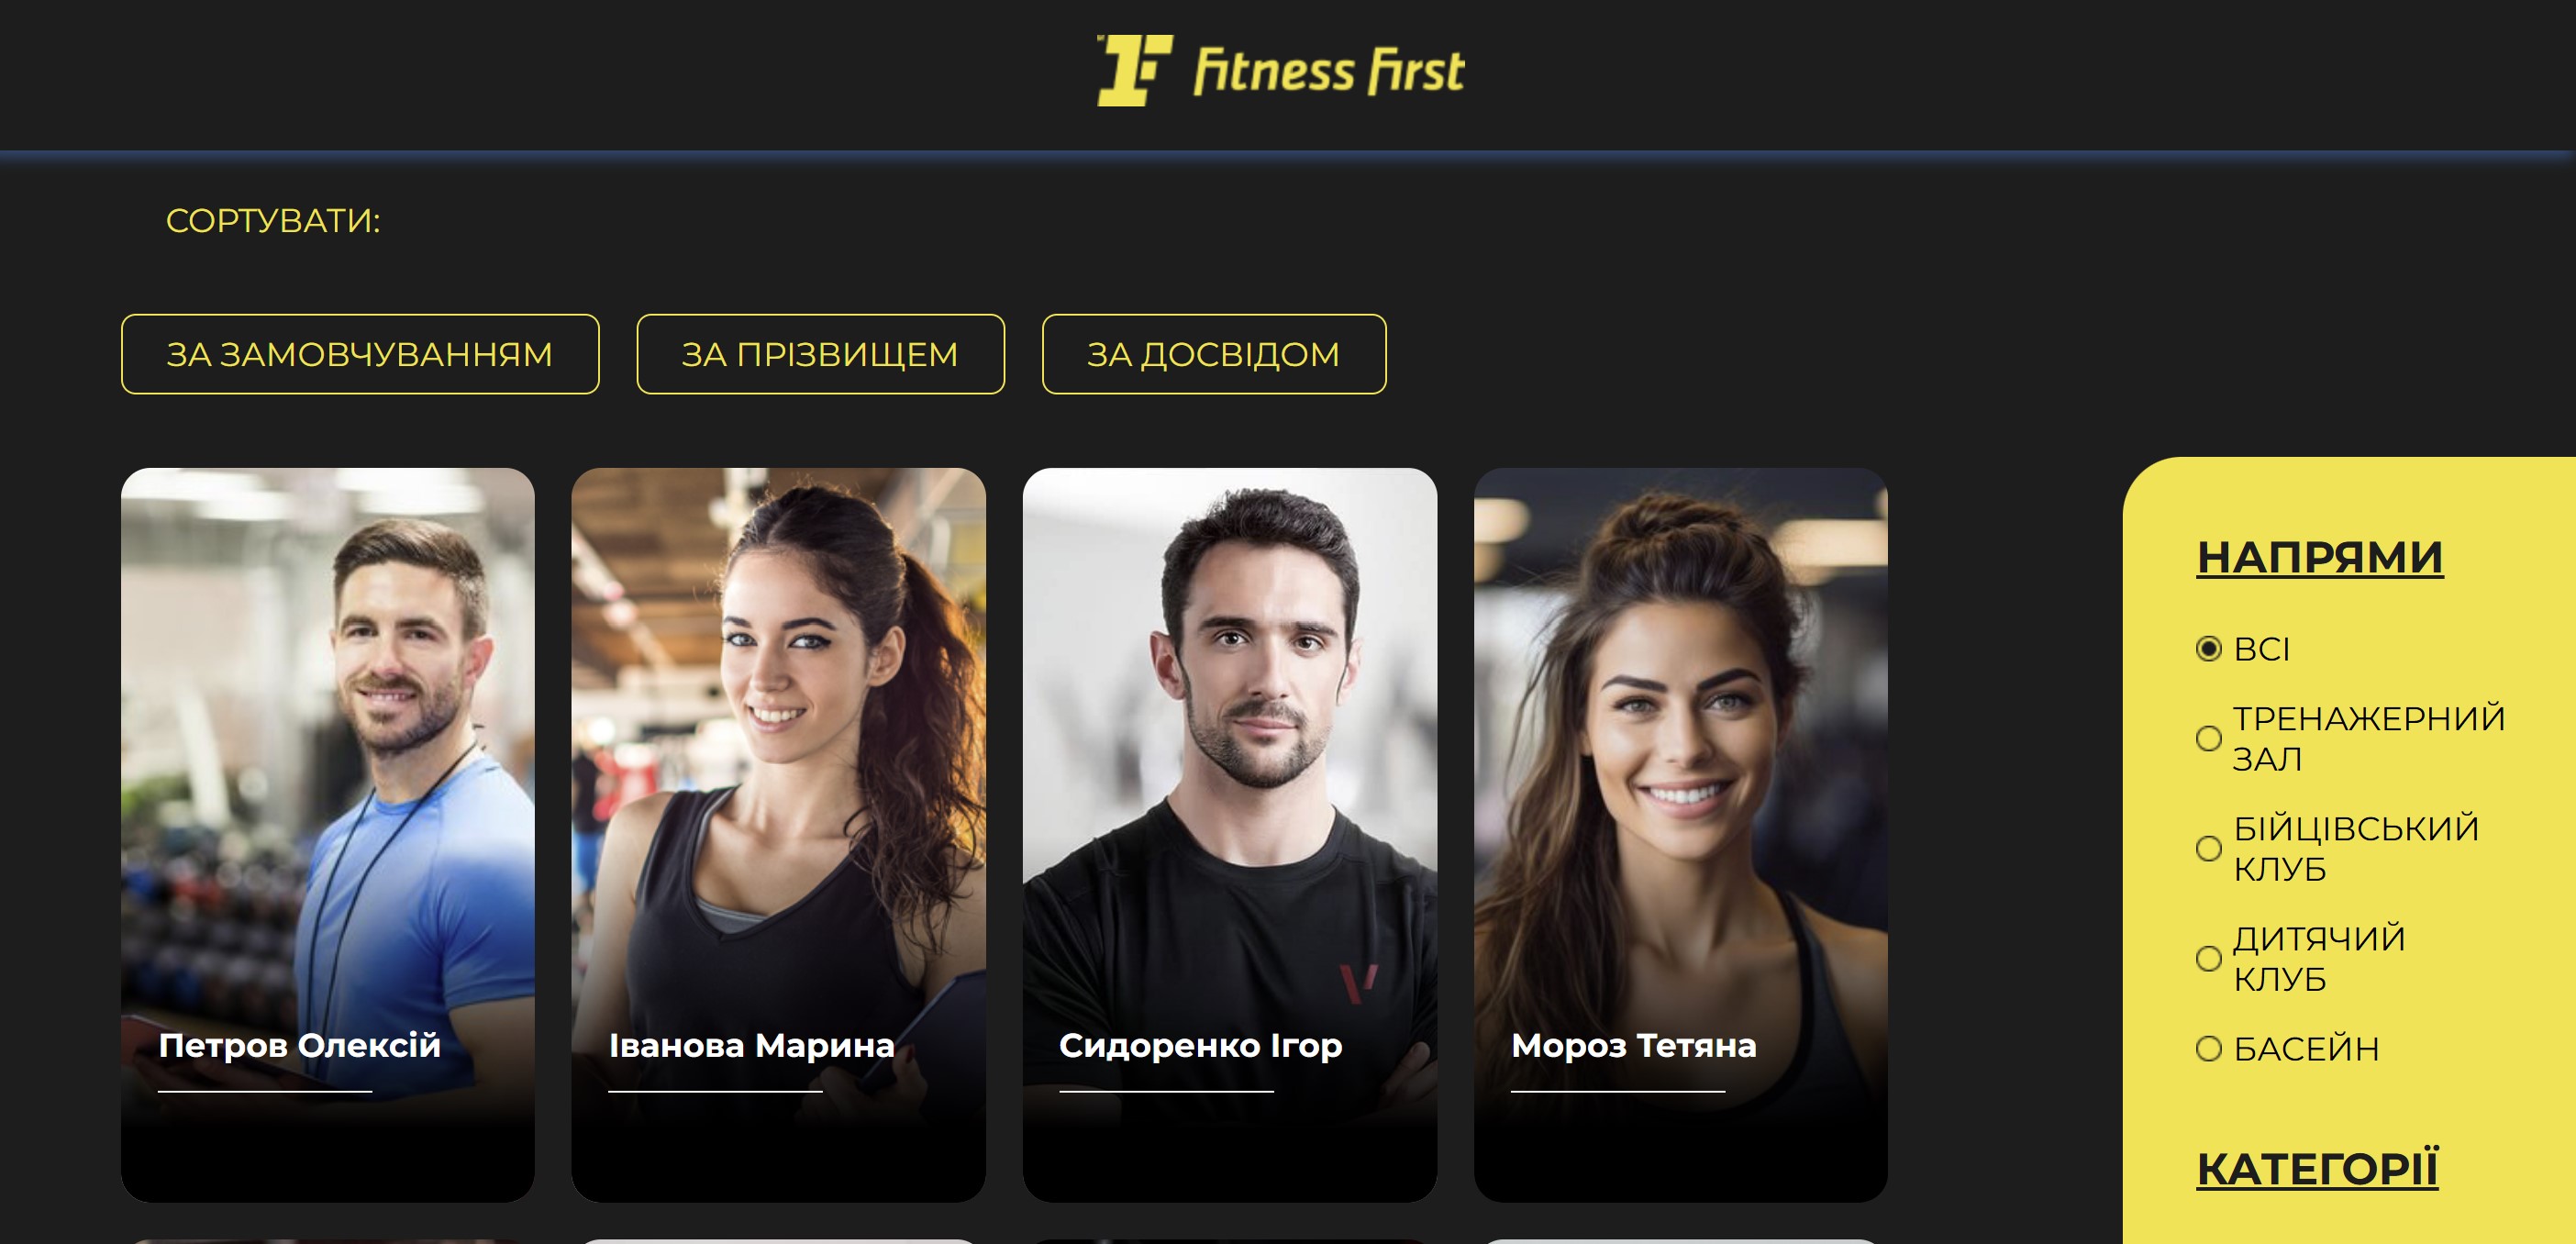 Fitness First
СОРТУВАТИ:
ЗА ЗАМОВЧУВАННЯМ
ЗА ПРІЗВИЩЕМ
ЗА ДОСВІДОМ
Петров Олексій
Іванова Марина
Сидоренко Ігор
Мороз Тетяна
НАПРЯМИ
ВСІ
ТРЕНАЖЕРНИЙ
ЗАЛ
БІЙЦІВСЬКИЙ
КЛУБ
ДИТЯЧИЙ
КЛУБ
БАСЕЙН
КАТЕГОРІЇ